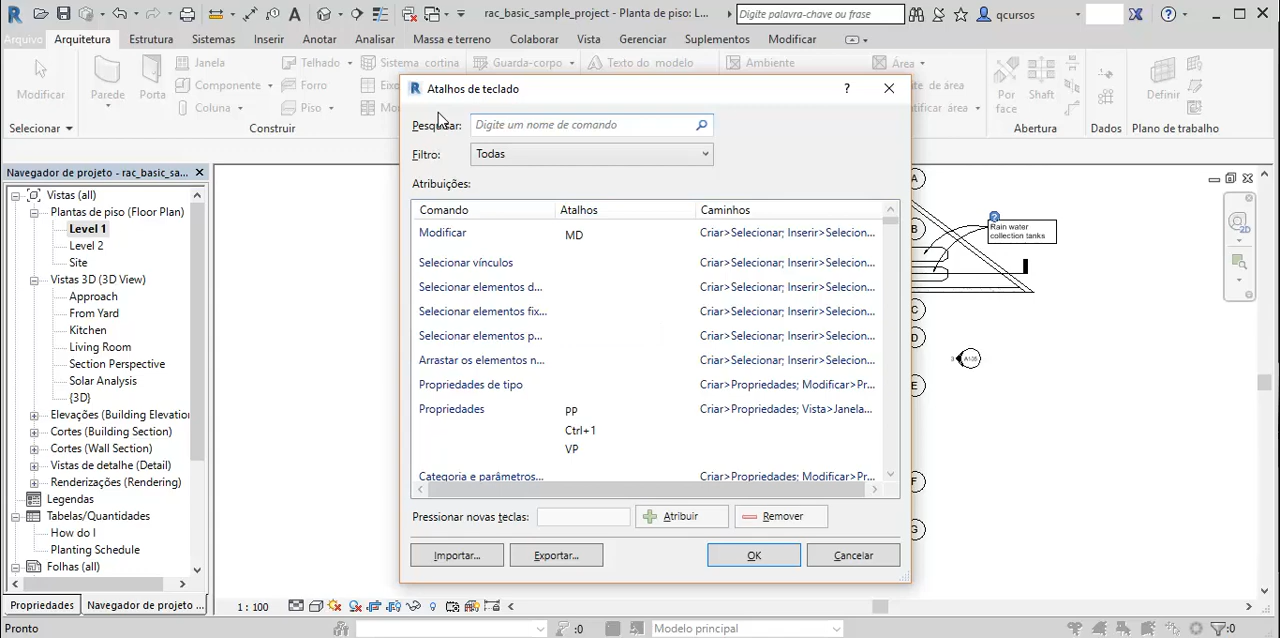 rac_basic_sample_project - Planta de piso: L... Digite palavra-chave ou frase qcursos
Arquivo Arquitetura Estrutura Sistemas Inserir Anotar Analisar Massa e terreno Colaborar Vista Gerenciar Suplementos Modificar
Janela Telhado Sistema cortina Guarda-corpo Texto do modelo Ambiente Área
Modificar Parede Porta Componente Forro Por face Shaft Definir
Coluna Piso
Selecionar Construir Abertura Dados Plano de trabalho
Atalhos de teclado
Pesquisar: Digite um nome de comando
Filtro: Todas
Atribuições:
Comando Atalhos Caminhos
Modificar MD Criar>Selecionar; Inserir>Selecion...
Selecionar vínculos Criar>Selecionar; Inserir>Selecion...
Selecionar elementos d... Criar>Selecionar; Inserir>Selecion...
Selecionar elementos fix... Criar>Selecionar; Inserir>Selecion...
Selecionar elementos p... Criar>Selecionar; Inserir>Selecion...
Arrastar os elementos n... Criar>Selecionar; Inserir>Selecion...
Propriedades de tipo Criar>Propriedades; Modificar>Pr...
Propriedades pp Criar>Propriedades; Vista>Janela...
Ctrl+1
VP
Categoria e parâmetros... Criar>Propriedades; Modificar>Pr...
Pressionar novas teclas: Atribuir Remover
Importar... Exportar... OK Cancelar
Navegador de projeto - rac_basic_sa...
Vistas (all)
Plantas de piso (Floor Plan)
Level 1
Level 2
Site
Vistas 3D (3D View)
Approach
From Yard
Kitchen
Living Room
Section Perspective
Solar Analysis
{3D}
Elevações (Building Elevation
Cortes (Building Section)
Cortes (Wall Section)
Vistas de detalhe (Detail)
Renderizações (Rendering)
Legendas
Tabelas/Quantidades
How do I
Planting Schedule
Folhas (all)
Propriedades Navegador de projeto ...
A
B
Rain water
collection tanks
C
D
E
F
G
1 : 100
Pronto :0 Modelo principal :0